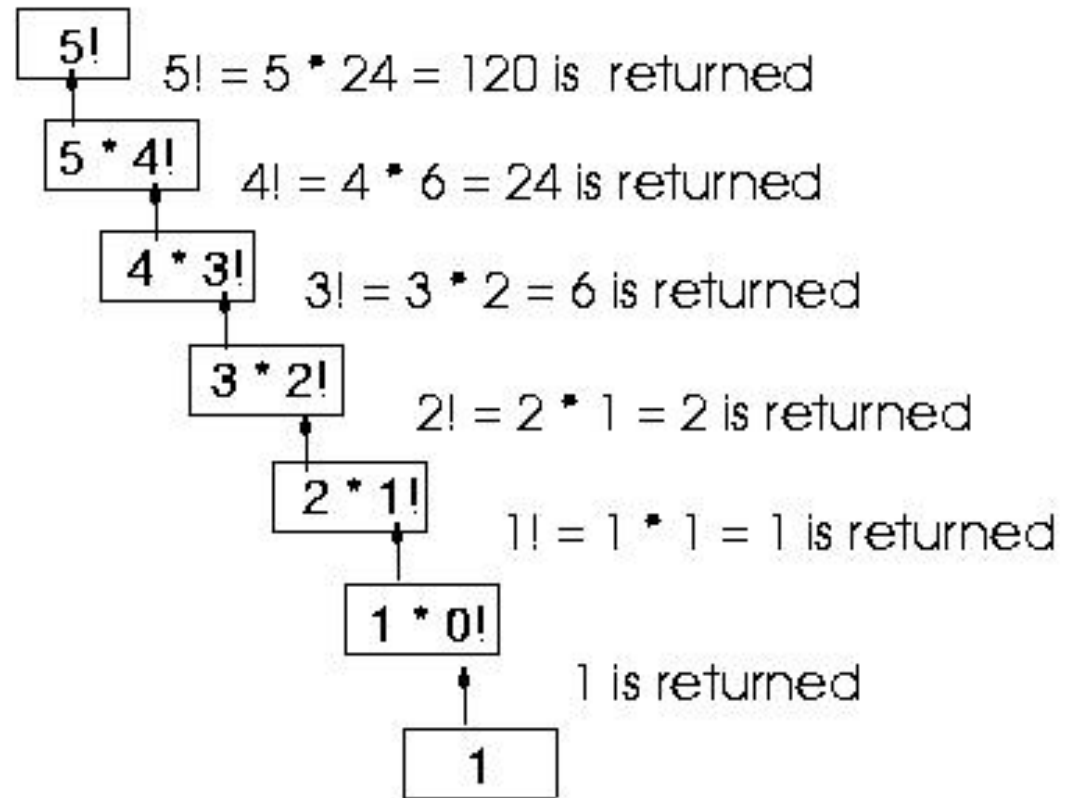 5!
5! = 5 * 24 = 120 is returned
5 * 4!
4! = 4 * 6 = 24 is returned
4 * 3!
3! = 3 * 2 = 6 is returned
3 * 2!
2! = 2 * 1 = 2 is returned
2 * 1!
1! = 1 * 1 = 1 is returned
1 * 0!
1 is returned
1